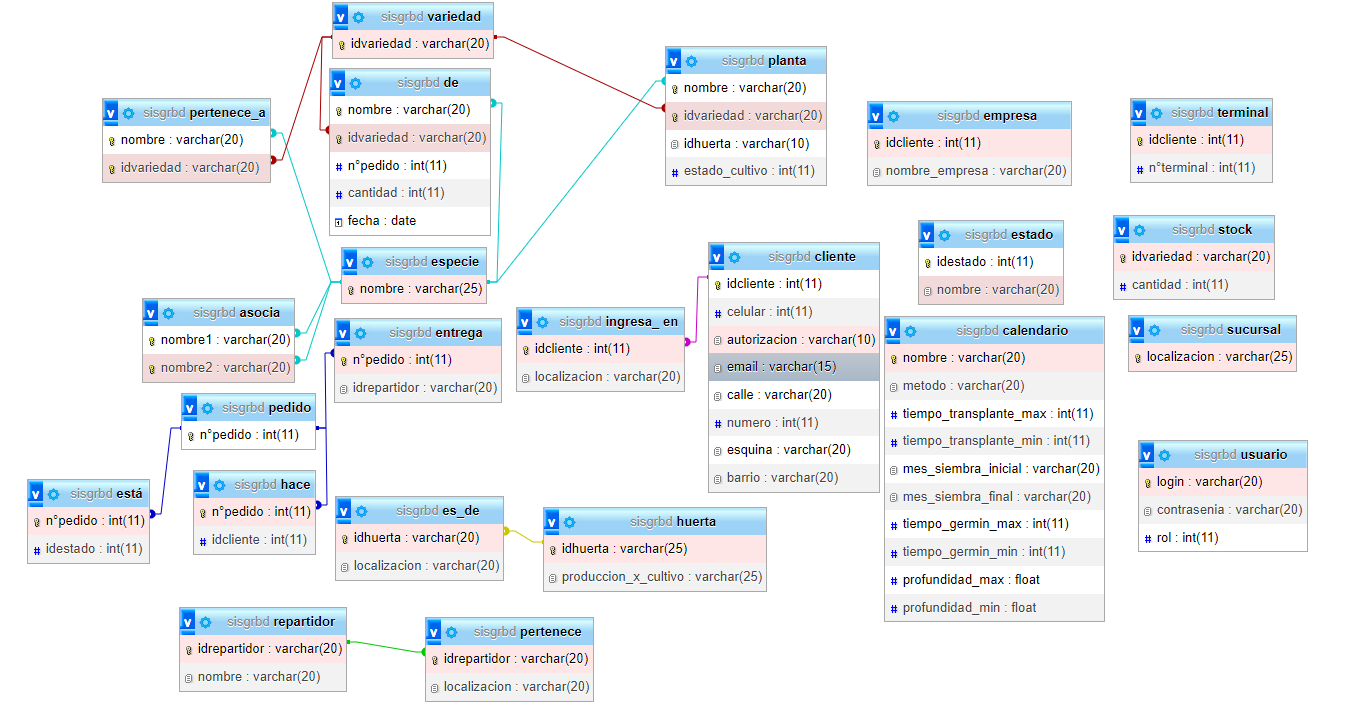 sisgrbd variedad
idvariedad : varchar(20)
sisgrbd de
nombre : varchar(20)
idvariedad : varchar(20)
n°pedido : int(11)
cantidad : int(11)
fecha : date
sisgrbd planta
nombre : varchar(20)
idvariedad : varchar(20)
idhuerta : varchar(10)
estado_cultivo : int(11)
sisgrbd pertenece_a
nombre : varchar(20)
idvariedad : varchar(20)
sisgrbd empresa
idcliente : int(11)
nombre_empresa : varchar(20)
sisgrbd terminal
idcliente : int(11)
n°terminal : int(11)
sisgrbd especie
nombre : varchar(25)
sisgrbd cliente
idcliente : int(11)
celular : int(11)
autorizacion : varchar(10)
email : varchar(15)
calle : varchar(20)
numero : int(11)
esquina : varchar(20)
barrio : varchar(20)
sisgrbd estado
idestado : int(11)
nombre : varchar(20)
sisgrbd stock
idvariedad : varchar(20)
cantidad : int(11)
sisgrbd asocia
nombre1 : varchar(20)
nombre2 : varchar(20)
sisgrbd entrega
n°pedido : int(11)
idrepartidor : varchar(20)
sisgrbd ingresa_ en
idcliente : int(11)
localizacion : varchar(20)
sisgrbd calendario
nombre : varchar(20)
metodo : varchar(20)
tiempo_transplante_max : int(11)
tiempo_transplante_min : int(11)
mes_siembra_inicial : varchar(20)
mes_siembra_final : varchar(20)
tiempo_germin_max : int(11)
tiempo_germin_min : int(11)
profundidad_max : float
profundidad_min : float
sisgrbd sucursal
localizacion : varchar(25)
sisgrbd pedido
n°pedido : int(11)
sisgrbd usuario
login : varchar(20)
contrasenia : varchar(20)
rol : int(11)
sisgrbd está
n°pedido : int(11)
idestado : int(11)
sisgrbd hace
n°pedido : int(11)
idcliente : int(11)
sisgrbd es_de
idhuerta : varchar(20)
localizacion : varchar(20)
sisgrbd huerta
idhuerta : varchar(25)
produccion_x_cultivo : varchar(25)
sisgrbd repartidor
idrepartidor : varchar(20)
nombre : varchar(20)
sisgrbd pertenece
idrepartidor : varchar(20)
localizacion : varchar(20)